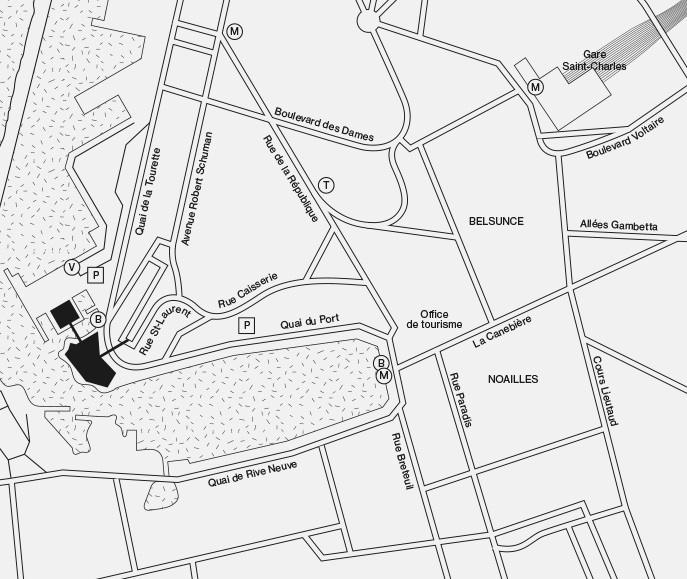 M
Gare
Saint-Charles
M
Boulevard des Dames
Boulevard Voltaire
Quai de la Tourette
Avenue Robert Schuman
Rue de la République
T
BELSUNCE
Allées Gambetta
V
P
Rue Caisserie
B
Rue St-Laurent
P
Quai du Port
Office
de tourisme
La Canebière
B
M
NOAILLES
Rue Paradis
Cours Lieutaud
Rue Breteuil
Quai de Rive Neuve